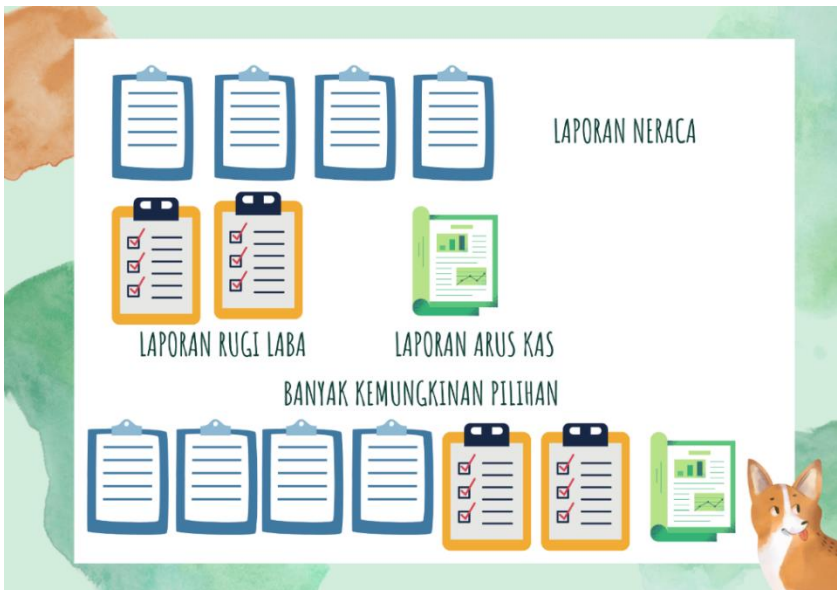 LAPORAN NERACA
LAPORAN RUGI LABA
LAPORAN ARUS KAS
BANYAK KEMUNGKINAN PILIHAN